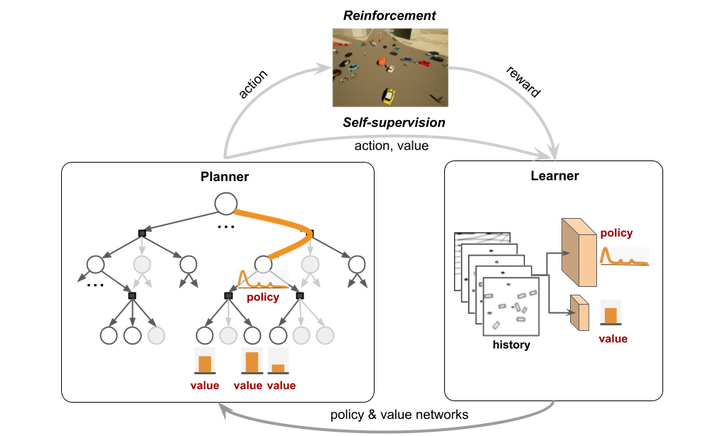 Reinforcement
action
reward
Self-supervision
action, value
Planner
...
...
policy
value
value
value
Learner
policy
value
history
policy & value networks